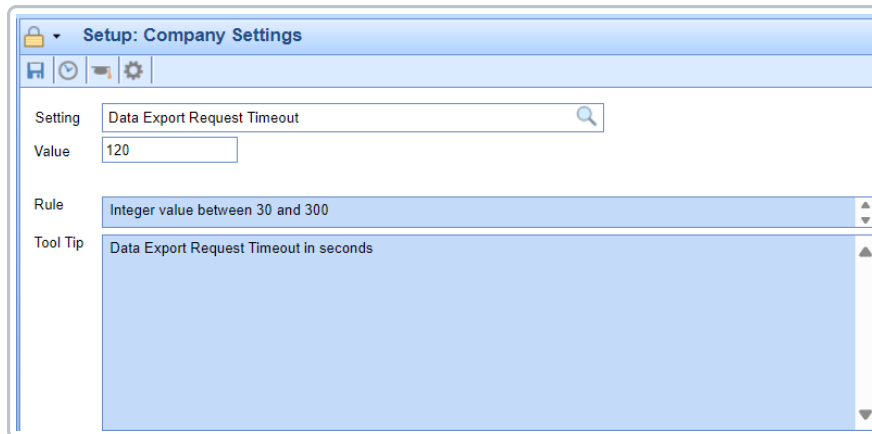 Setup: Company Settings
Setting Data Export Request Timeout
Value 120
Rule Integer value between 30 and 300
Tool Tip Data Export Request Timeout in seconds